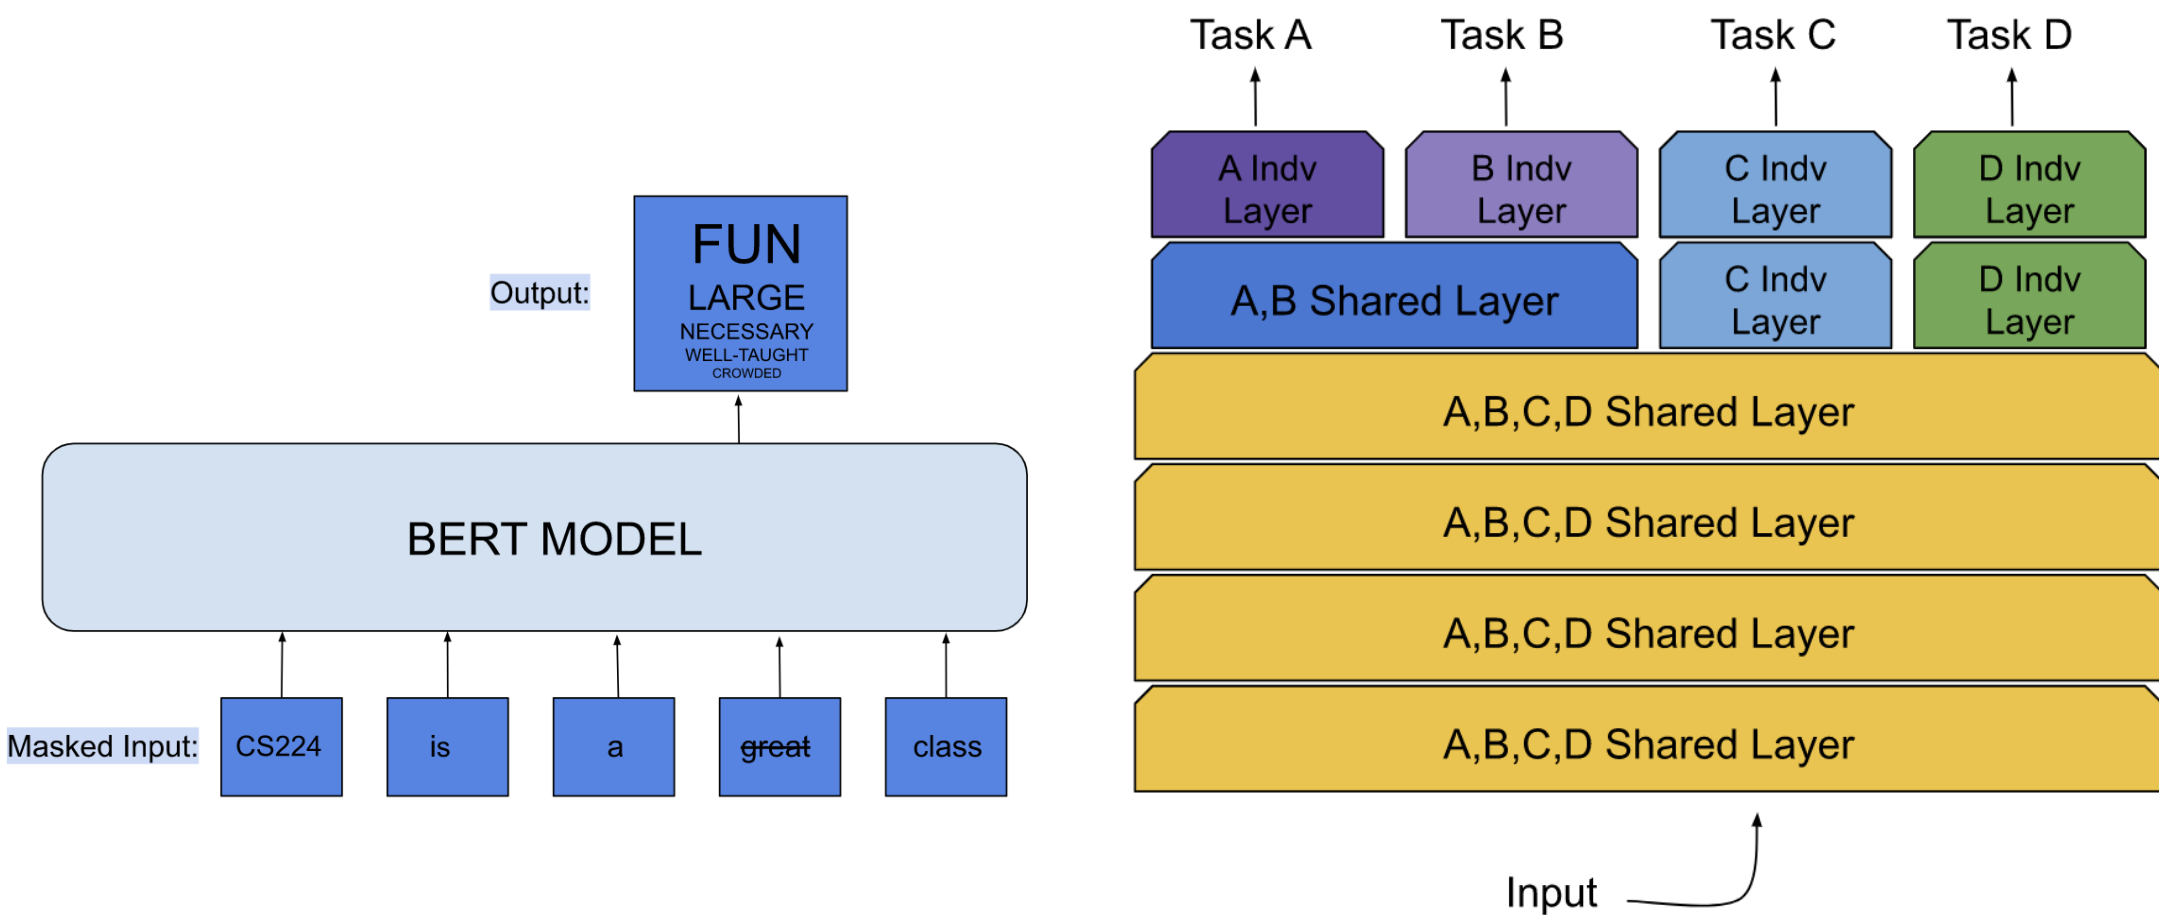 Output:
FUN
LARGE
NECESSARY
WELL-TAUGHT
CROWDED
BERT MODEL
Masked Input:
CS224
is
a
great
class
Task A
Task B
Task C
Task D
A Indv
Layer
B Indv
Layer
C Indv
Layer
D Indv
Layer
A,B Shared Layer
C Indv
Layer
D Indv
Layer
A,B,C,D Shared Layer
A,B,C,D Shared Layer
A,B,C,D Shared Layer
A,B,C,D Shared Layer
Input